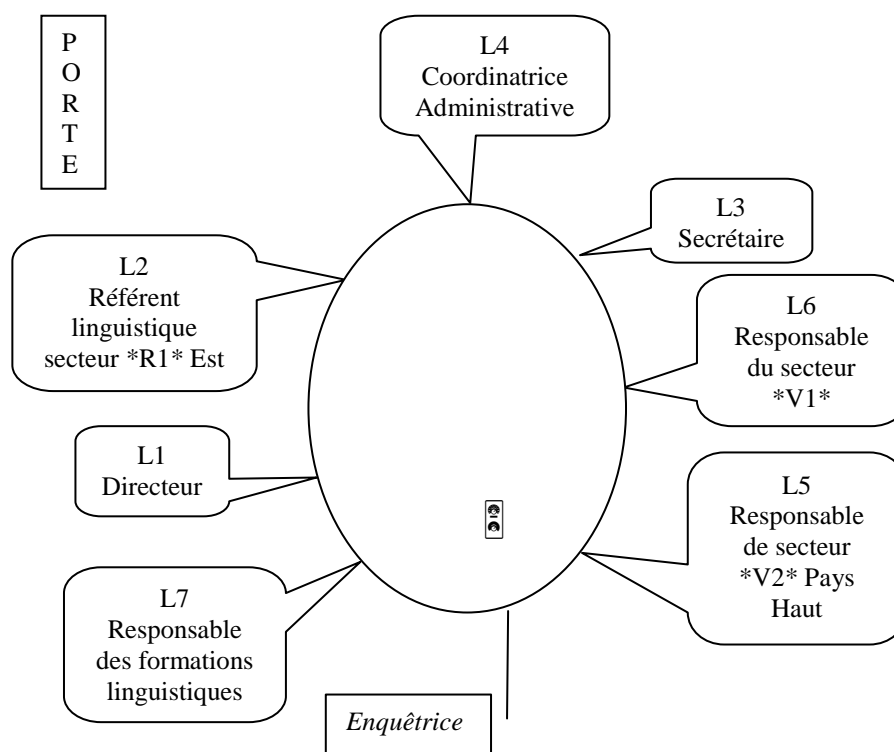 P
O
R
T
E
L4
Coordinatrice
Administrative
L3
Secrétaire
L2
Référent
linguistique
secteur *R1* Est
L6
Responsable
du secteur
*V1*
L1
Directeur
L5
Responsable
de secteur
*V2* Pays
Haut
L7
Responsable
des formations
linguistiques
Enquêtrice